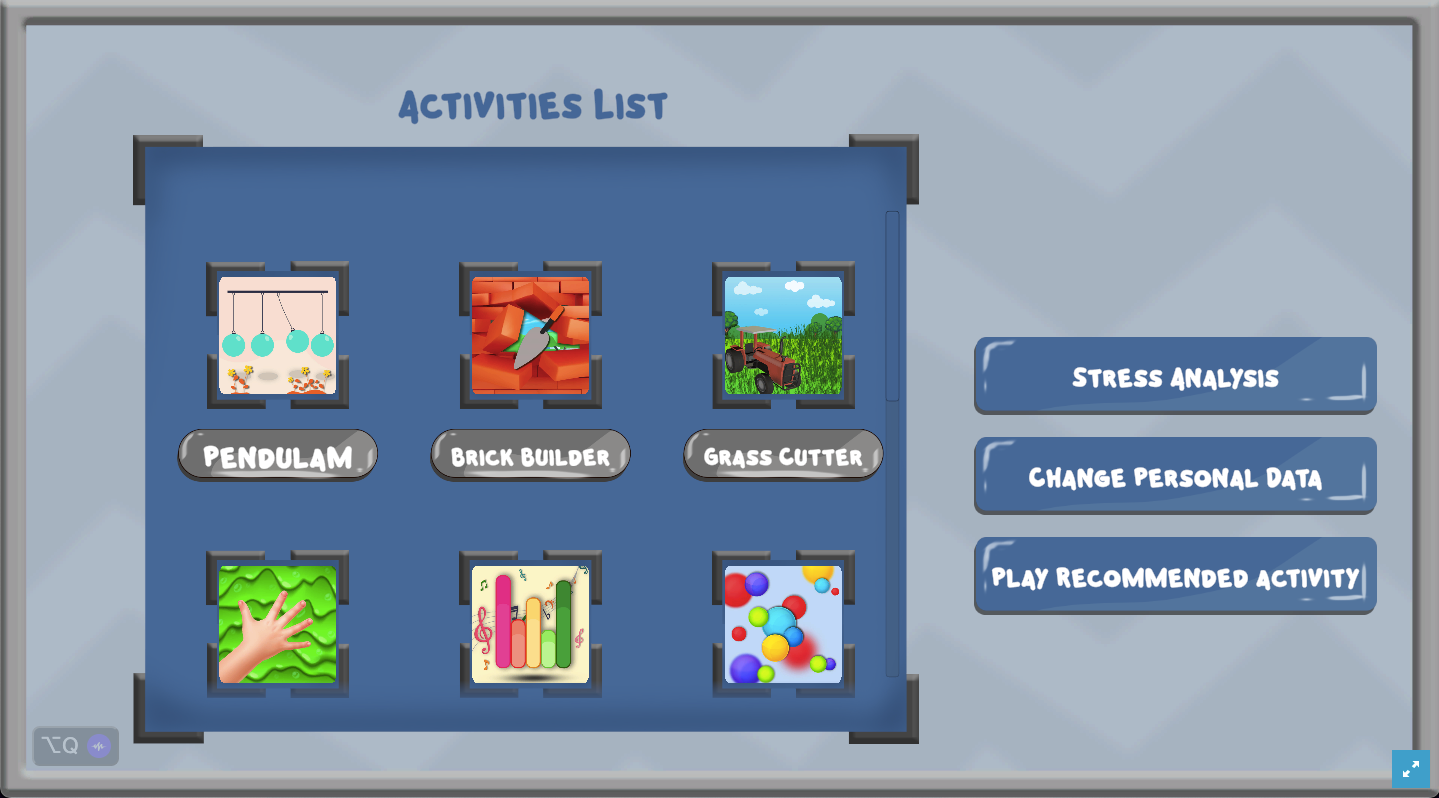 Activities List
Pendulam
Brick Builder
Grass Cutter
Stress Analysis
Change Personal Data
Play Recommended Activity
⌥Q